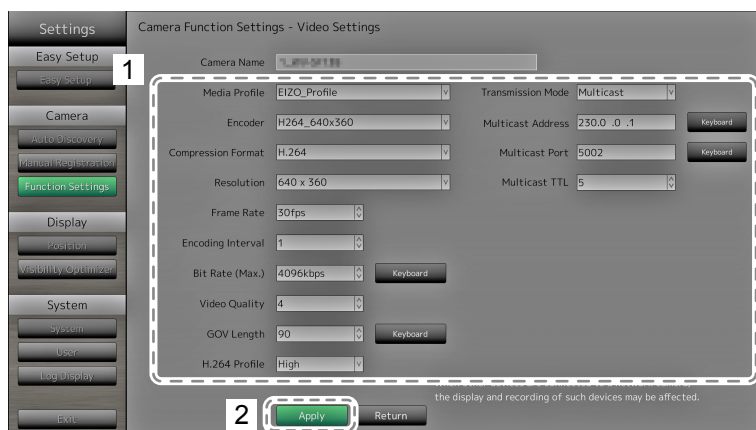 Settings
Camera Function Settings - Video Settings
Easy Setup
1
Easy Setup
Camera Name
Media Profile EIZO_Profile Transmission Mode Multicast
Encoder H264_640x360 Multicast Address 230.0 .0 .1 Keyboard
Compression Format H.264 Multicast Port 5002 Keyboard
Resolution 640 x 360 Multicast TTL 5
Frame Rate 30fps
Encoding Interval 1
Bit Rate (Max.) 4096kbps Keyboard
Video Quality 4
GOV Length 90 Keyboard
H.264 Profile High
Camera
Auto Discovery
Manual Registration
Function Settings
Display
Position
Visibility Optimizer
System
System
User
Log Display
Exit
the display and recording of such devices may be affected.
2 Apply Return